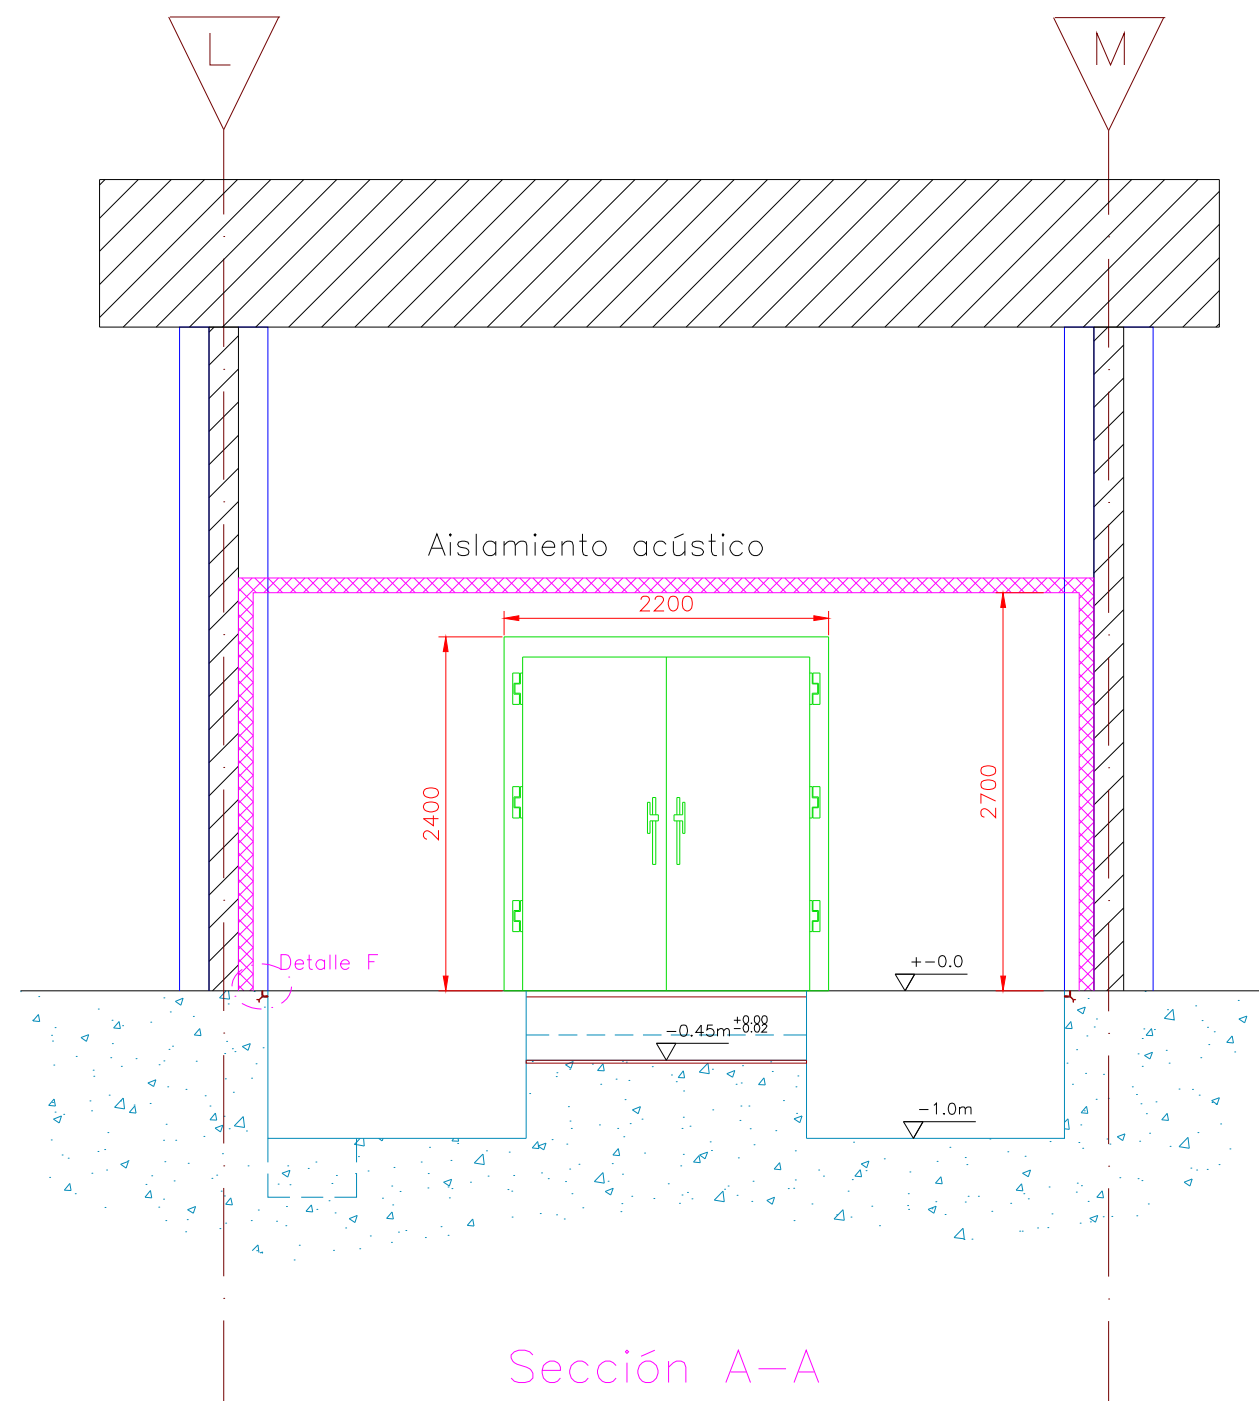 L
M
Aislamiento acústico
2200
2400
2700
Detalle F
+-0.0
-0.45m +0.00 -0.02
-1.0m
Sección A-A